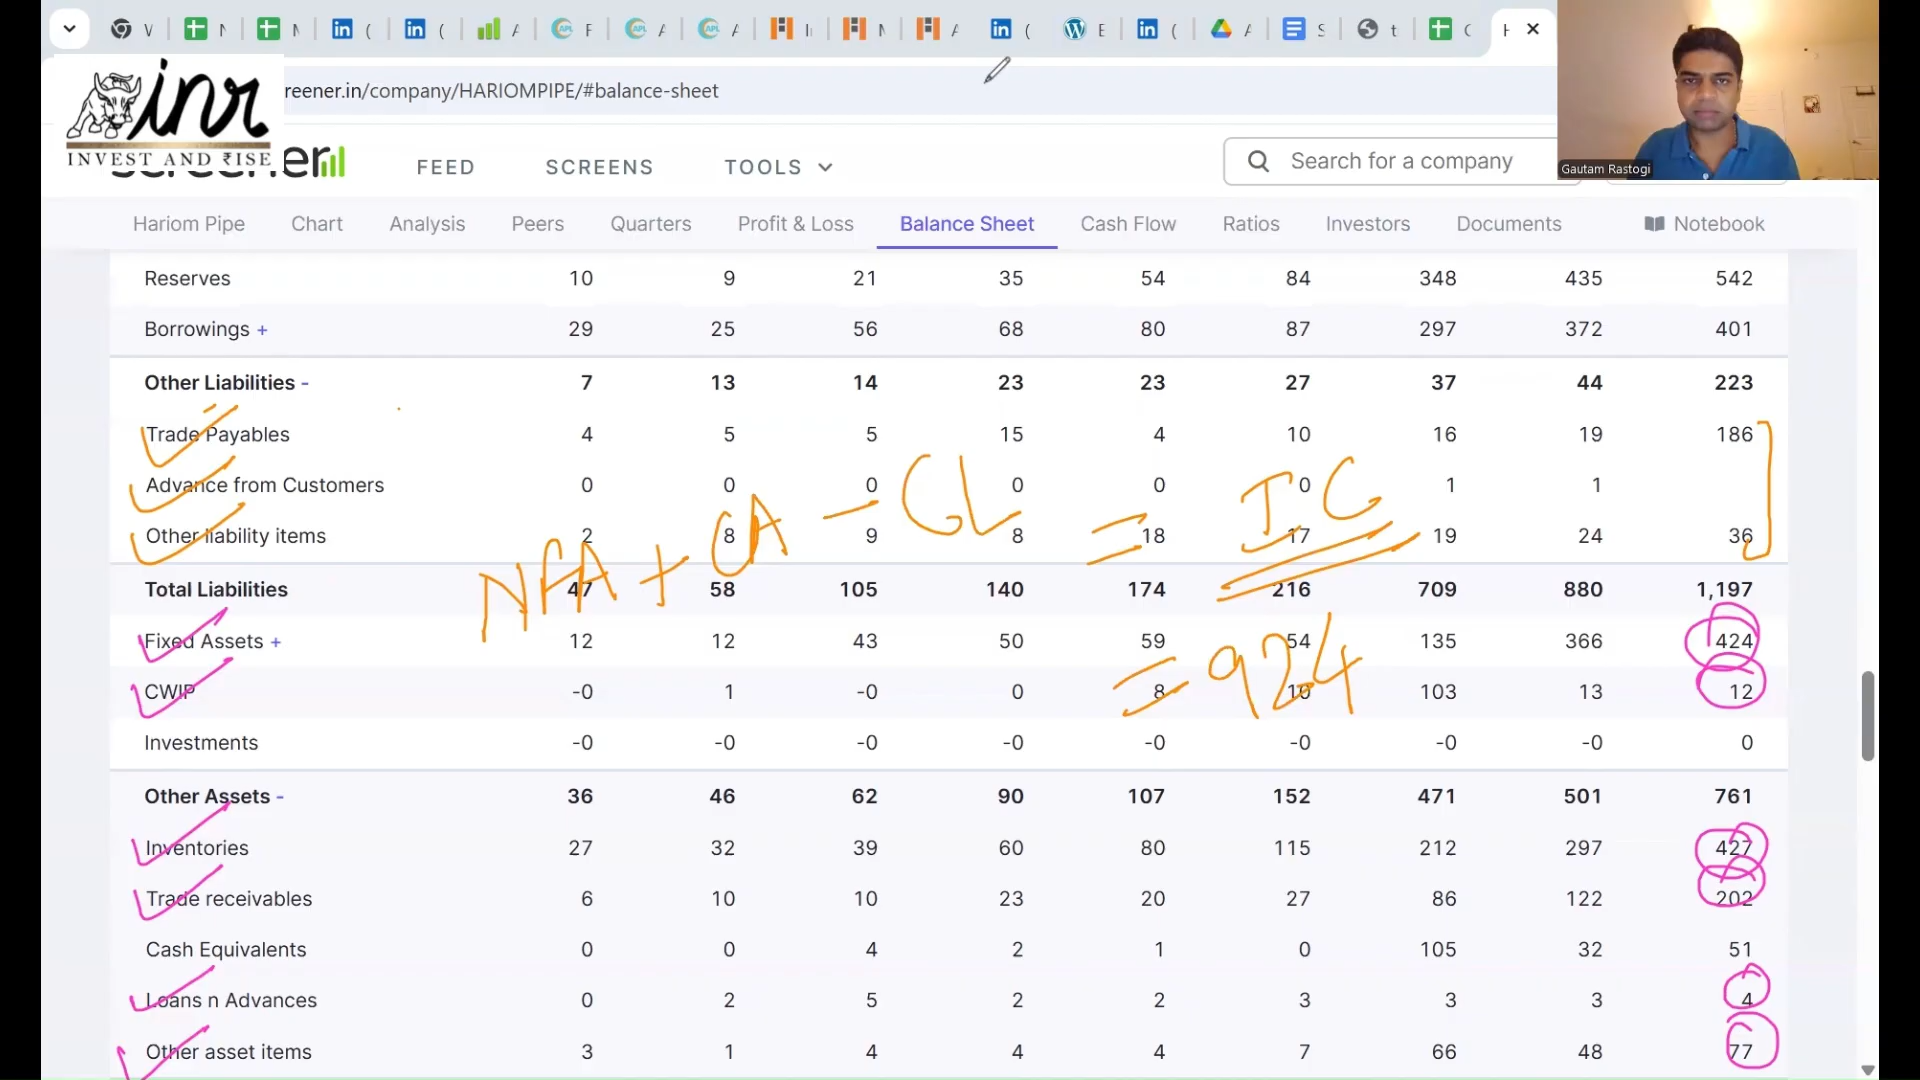 V N N in ( in ( A F A A I N A in ( E in ( A S t C H
reener.in/company/HARIOMPIPE/#balance-sheet
inr
INVEST AND ₹ISE
screener
FEED SCREENS TOOLS
Search for a company
Gautam Rastogi
Hariom Pipe Chart Analysis Peers Quarters Profit & Loss Balance Sheet Cash Flow Ratios Investors Documents Notebook
Reserves 10 9 21 35 54 84 348 435 542
Borrowings + 29 25 56 68 80 87 297 372 401
Other Liabilities - 7 13 14 23 23 27 37 44 223
Trade Payables 4 5 5 15 4 10 16 19 186
Advance from Customers 0 0 0 0 0 0 1 1
Other liability items 2 8 9 8 18 17 19 24 36
NFA + CA - CL = IC
Total Liabilities 47 58 105 140 174 216 709 880 1,197
Fixed Assets + 12 12 43 50 59 54 135 366 424
= 924
CWIP -0 1 -0 0 8 10 103 13 12
Investments -0 -0 -0 -0 -0 -0 -0 -0 0
Other Assets - 36 46 62 90 107 152 471 501 761
Inventories 27 32 39 60 80 115 212 297 427
Trade receivables 6 10 10 23 20 27 86 122 202
Cash Equivalents 0 0 4 2 1 0 105 32 51
Loans n Advances 0 2 5 2 2 3 3 3 4
Other asset items 3 1 4 4 4 7 66 48 77